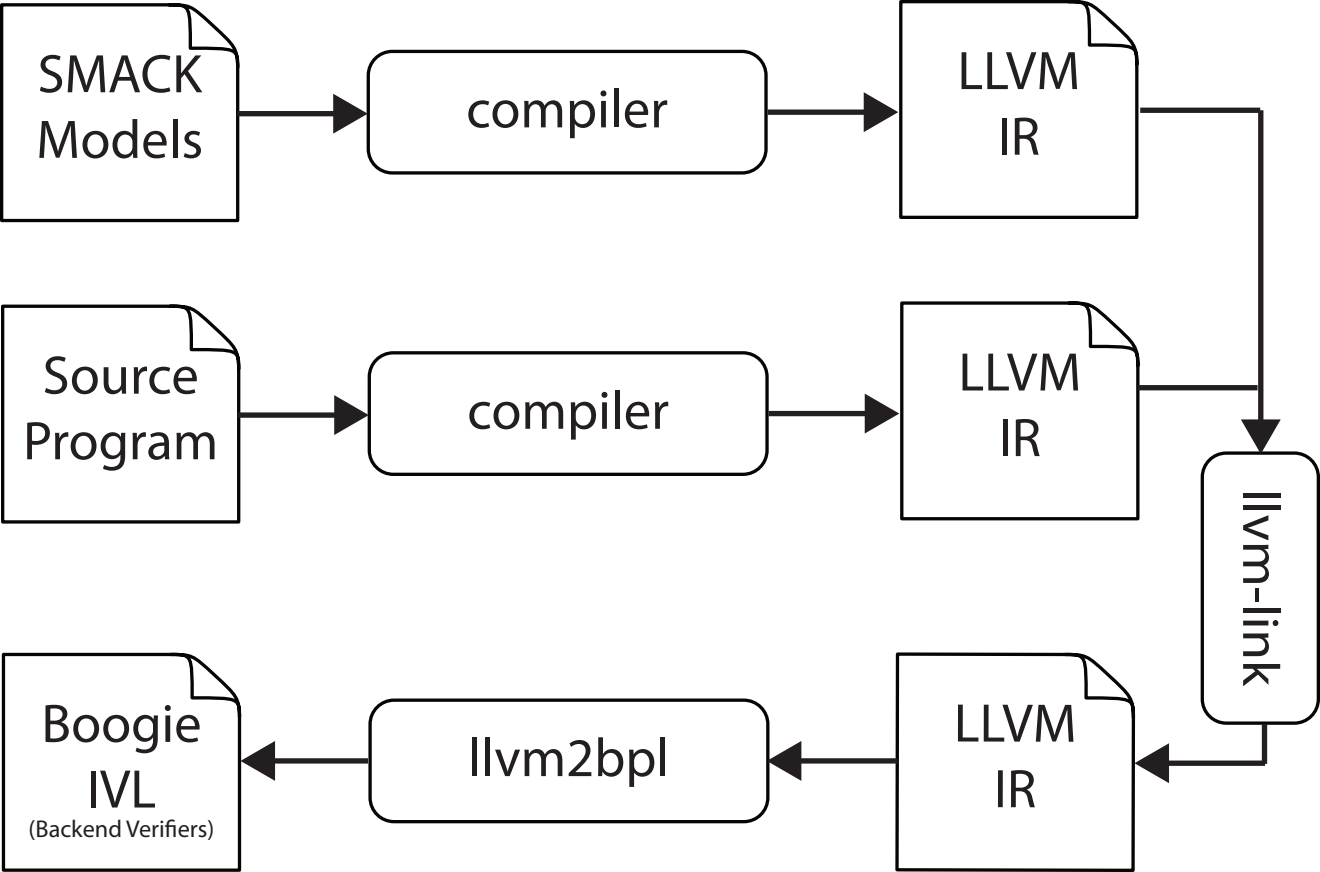 SMACK
Models
compiler
LLVM
IR
Source
Program
compiler
LLVM
IR
llvm-link
Boogie
IVL
(Backend Verifiers)
llvm2bpl
LLVM
IR